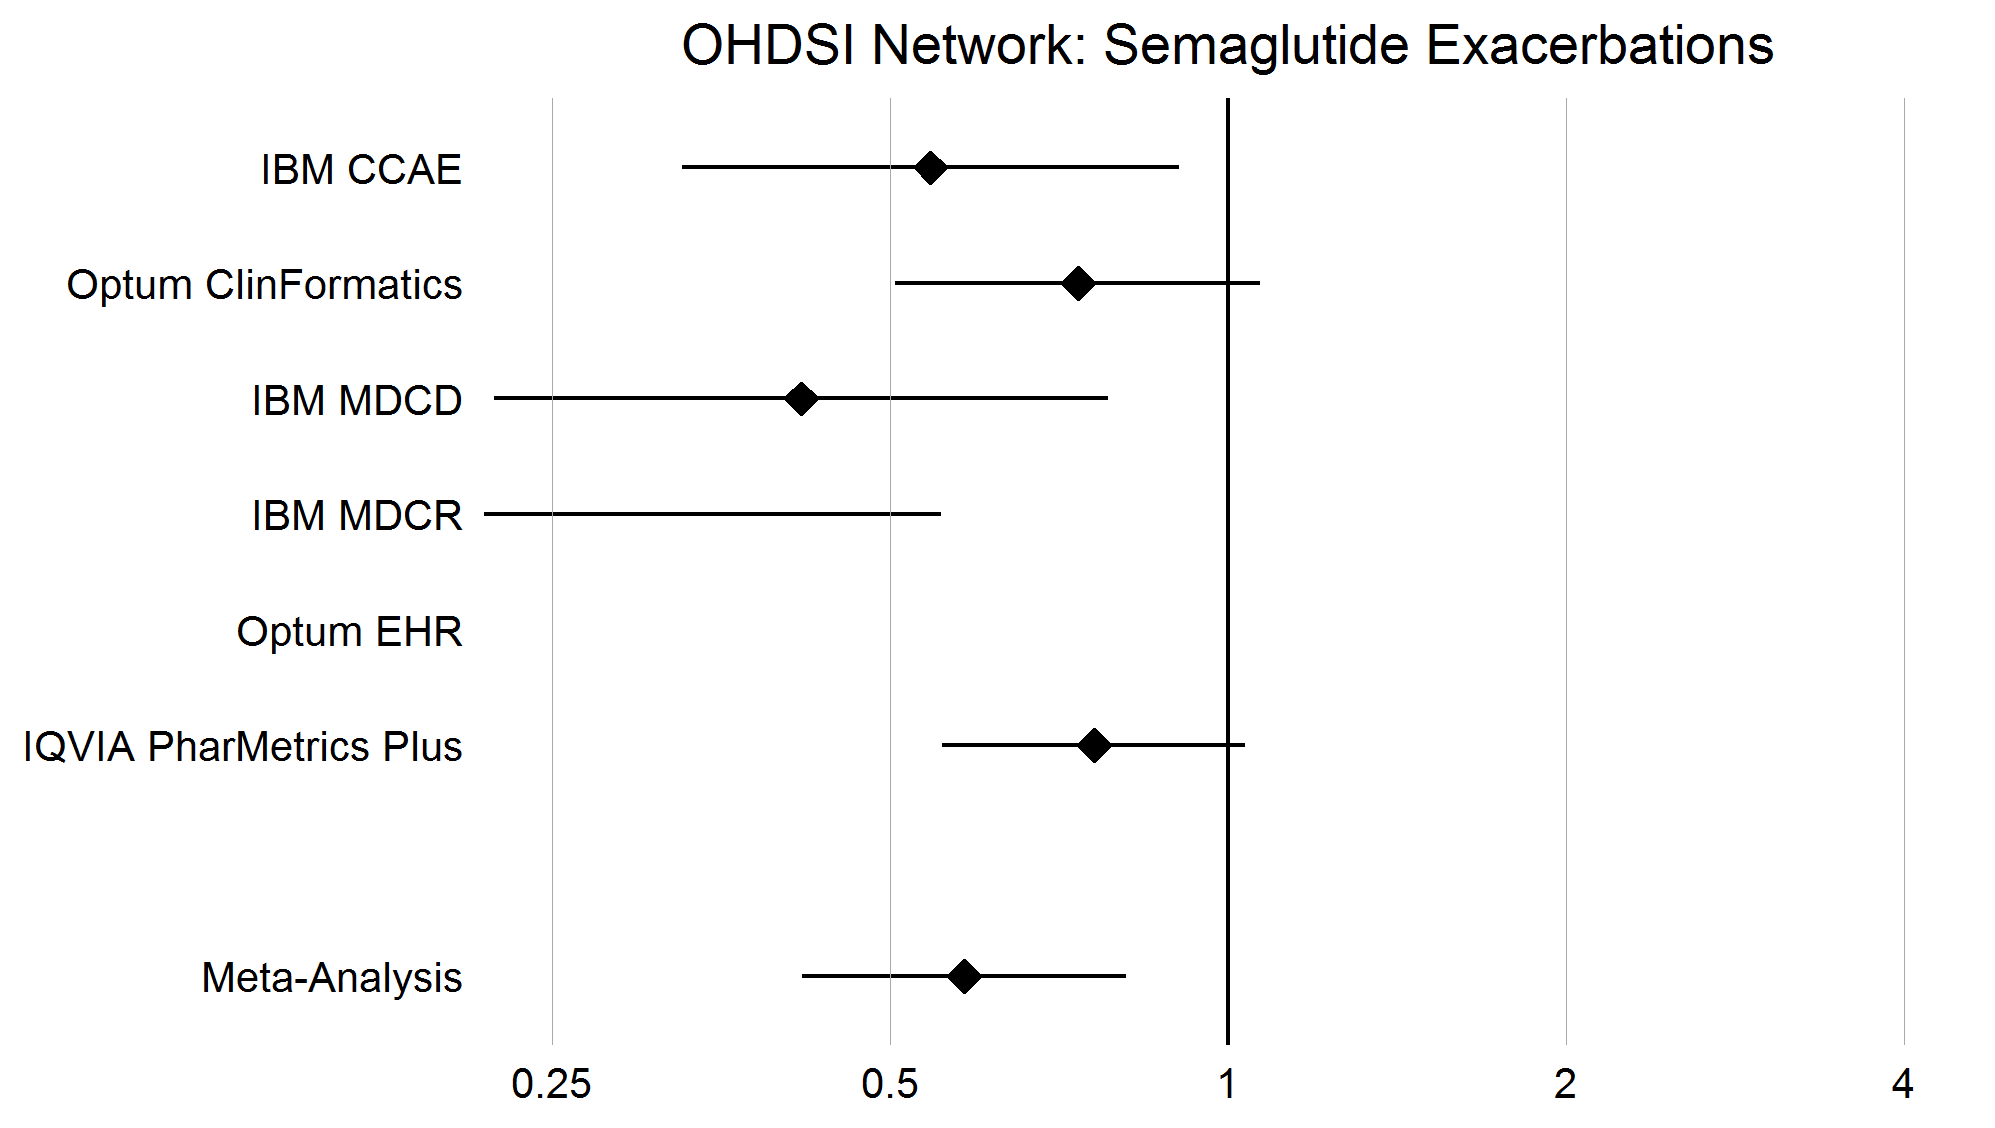 OHDSI Network: Semaglutide Exacerbations
IBM CCAE
Optum ClinFormatics
IBM MDCD
IBM MDCR
Optum EHR
IQVIA PharMetrics Plus
Meta-Analysis
0.25 0.5 1 2 4